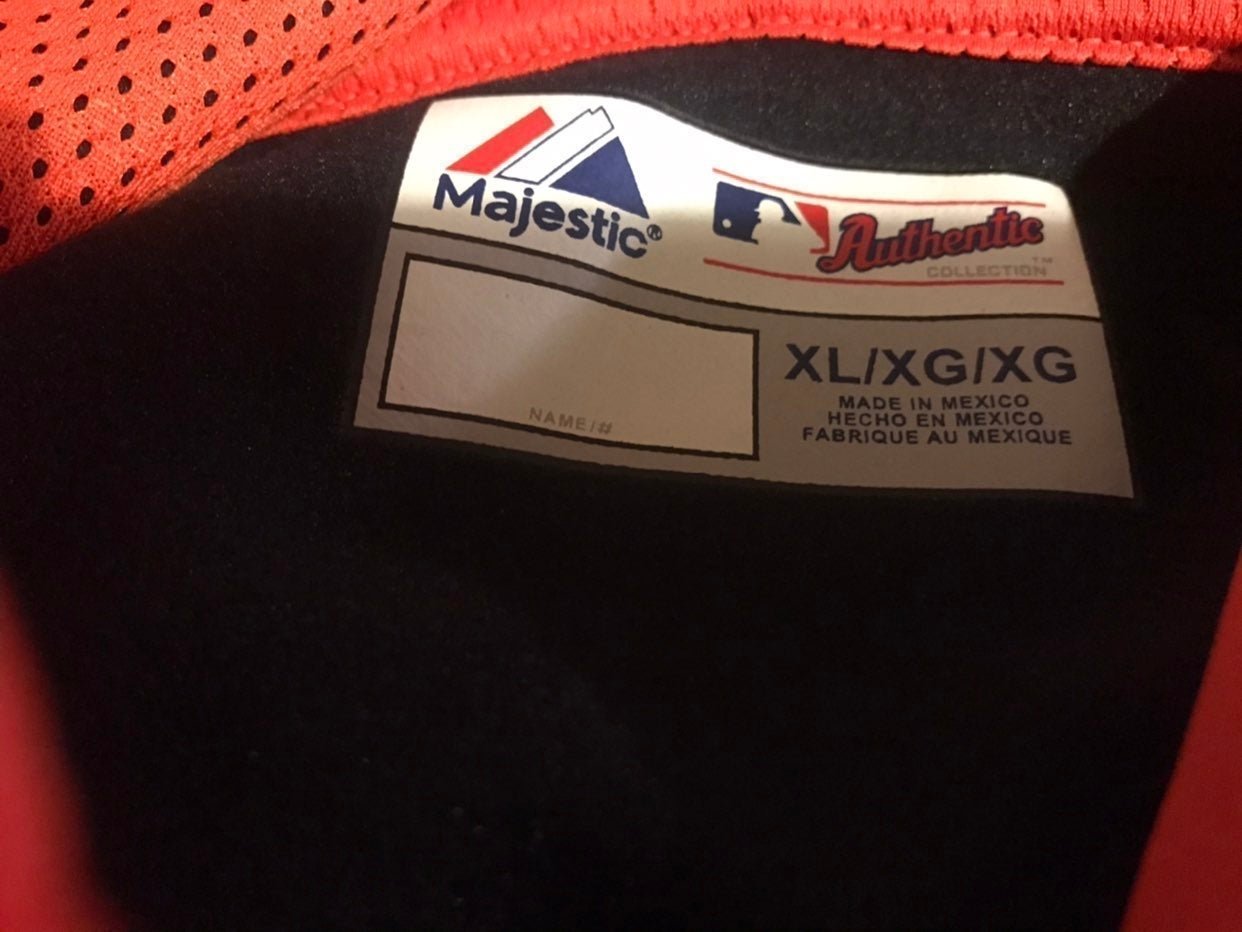 Majestic®
Authentic
COLLECTION™
NAME/#
XL/XG/XG
MADE IN MEXICO
HECHO EN MEXICO
FABRIQUE AU MEXIQUE